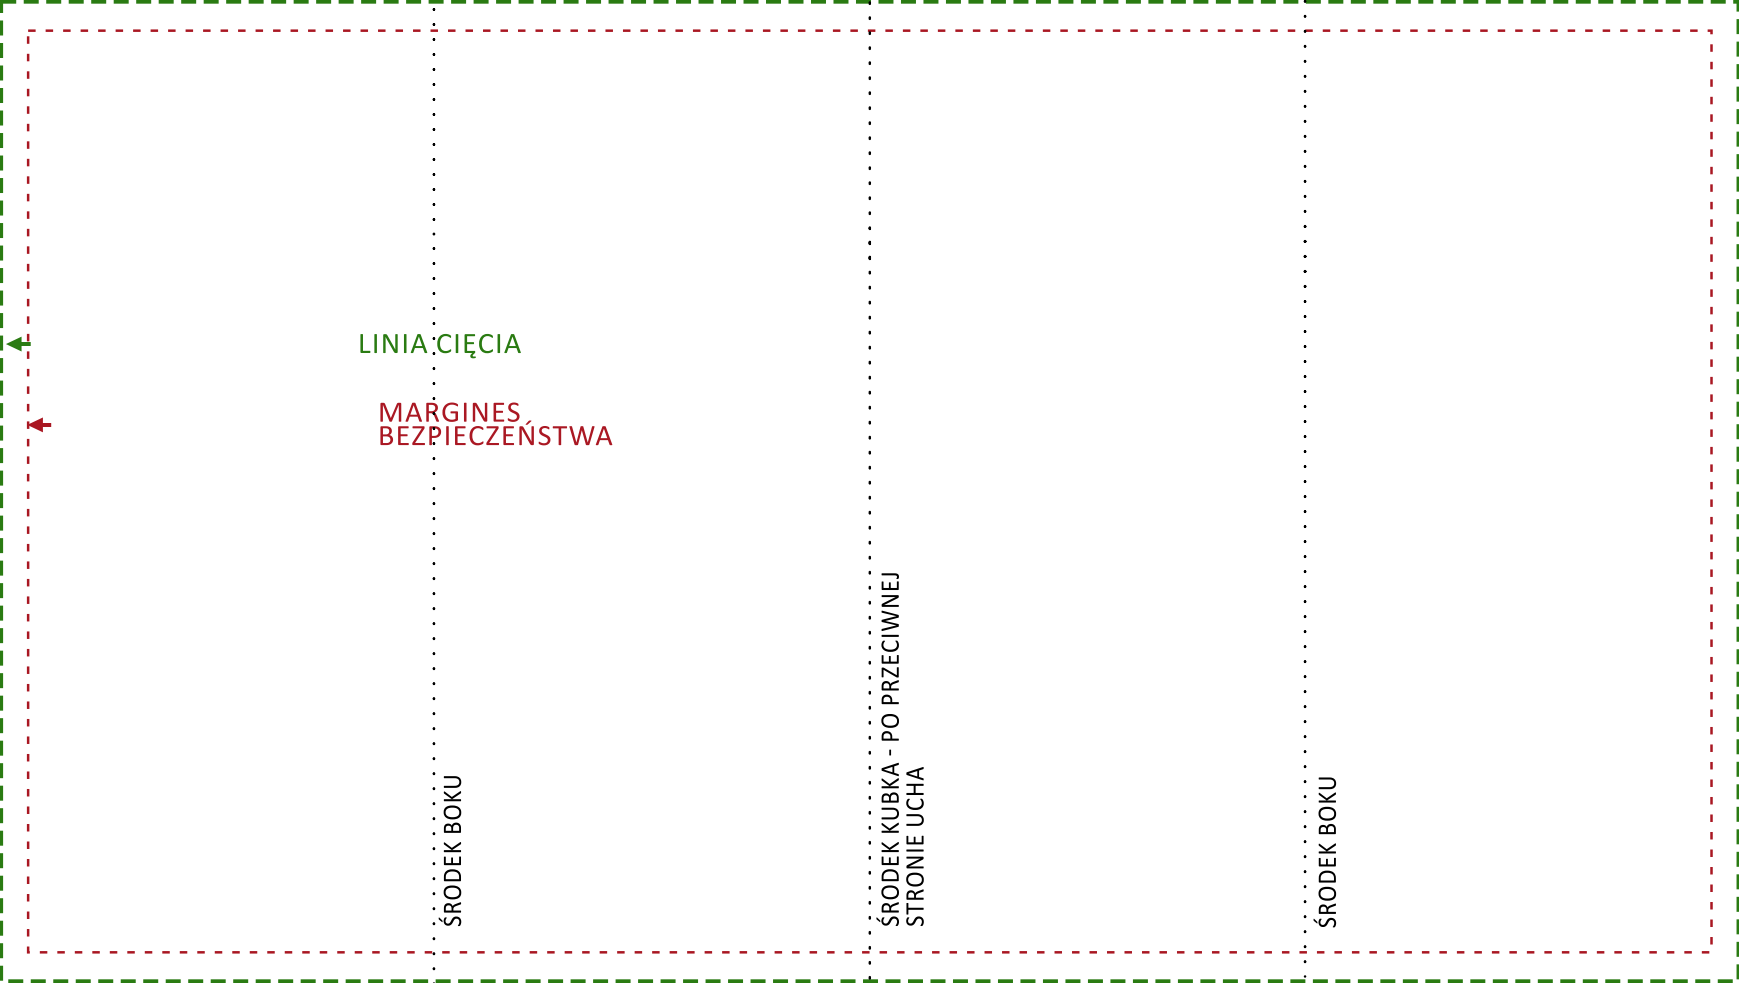 LINIA CIĘCIA
MARGINES
BEZPIECZEŃSTWA
ŚRODEK BOKU
ŚRODEK KUBKA - PO PRZECIWNEJ
STRONIE UCHA
ŚRODEK BOKU